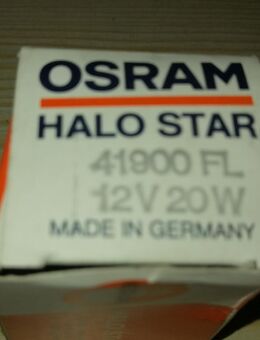 OSRAM
HALO STAR
41900 FL
12V 20W
MADE IN GERMANY